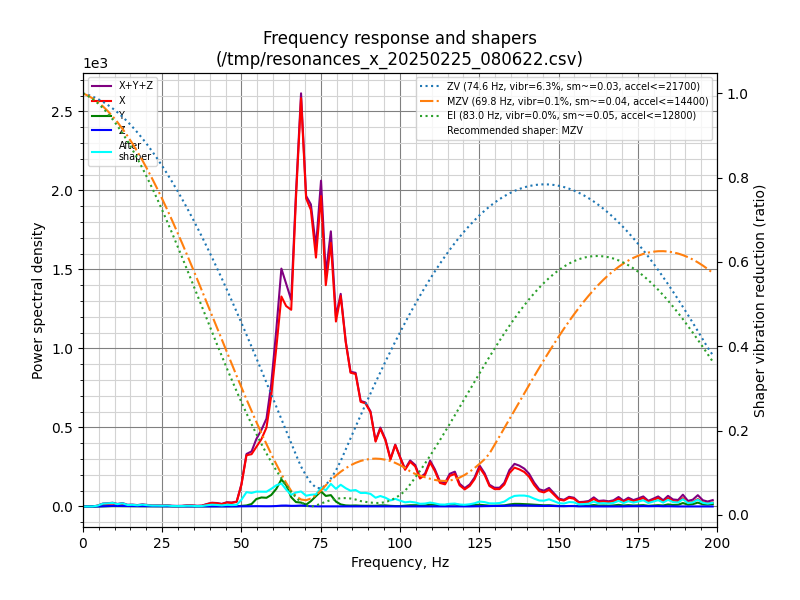 Frequency response and shapers
(/tmp/resonances_x_20250225_080622.csv)
1e3
X+Y+Z
X
Y
Z
After
shaper
ZV (74.6 Hz, vibr=6.3%, sm~=0.03, accel<=21700)
MZV (69.8 Hz, vibr=0.1%, sm~=0.04, accel<=14400)
EI (83.0 Hz, vibr=0.0%, sm~=0.05, accel<=12800)
Recommended shaper: MZV
Power spectral density
2.5
2.0
1.5
1.0
0.5
0.0
1.0
0.8
0.6
0.4
0.2
0.0
Shaper vibration reduction (ratio)
0 25 50 75 100 125 150 175 200
Frequency, Hz